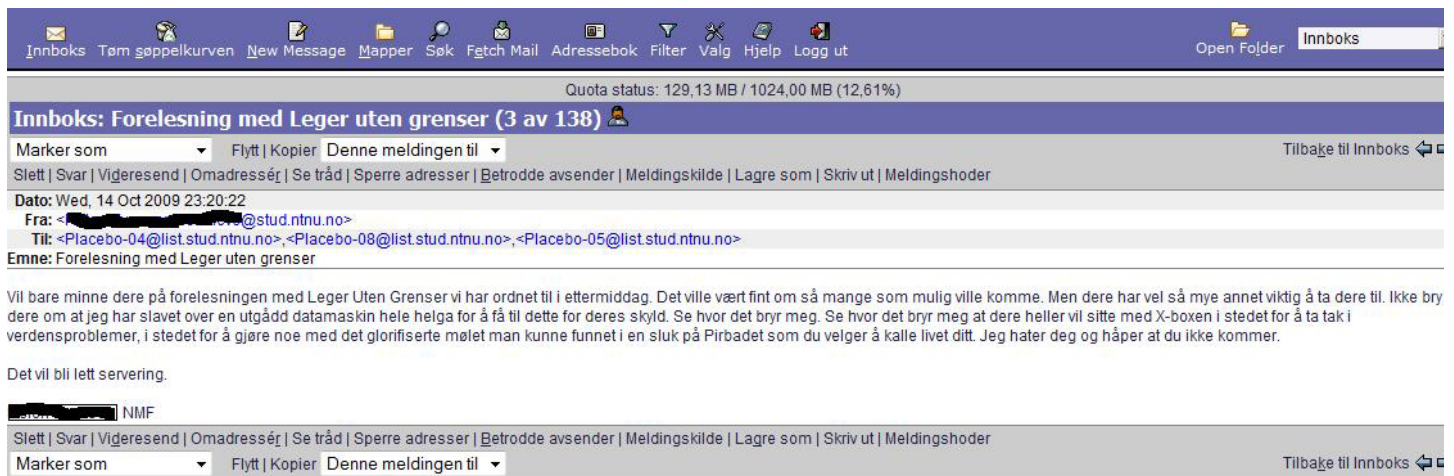 Innboks Tøm søppelkurven New Message Mapper Søk Fetch Mail Adressebok Filter Valg Hjelp Logg ut Open Folder Innboks
Quota status: 129,13 MB / 1024,00 MB (12,61%)
Innboks: Forelesning med Leger uten grenser (3 av 138)
Marker som Flytt | Kopier Denne meldingen til Tilbake til Innboks
Slett | Svar | Videresend | Omadressér | Se tråd | Sperre adresser | Betrodde avsender | Meldingskilde | Lagre som | Skriv ut | Meldingshoder
Dato: Wed, 14 Oct 2009 23:20:22
Fra: < @stud.ntnu.no>
Til: <Placebo-04@list.stud.ntnu.no>,<Placebo-08@list.stud.ntnu.no>,<Placebo-05@list.stud.ntnu.no>
Emne: Forelesning med Leger uten grenser
Vil bare minne dere på forelesningen med Leger Uten Grenser vi har ordnet til i ettermiddag. Det ville vært fint om så mange som mulig ville komme. Men dere har vel så mye annet viktig å ta dere til. Ikke bry
dere om at jeg har slavet over en utgådd datamaskin hele helga for å få til dette for deres skyld. Se hvor det bryr meg. Se hvor det bryr meg at dere heller vil sitte med X-boxen i stedet for å ta tak i
verdensproblemer, i stedet for å gjøre noe med det glorifiserte mølet man kunne funnet i en sluk på Pirbadet som du velger å kalle livet ditt. Jeg hater deg og håper at du ikke kommer.
Det vil bli lett servering.
NMF
Slett | Svar | Videresend | Omadressér | Se tråd | Sperre adresser | Betrodde avsender | Meldingskilde | Lagre som | Skriv ut | Meldingshoder
Marker som Flytt | Kopier Denne meldingen til Tilbake til Innboks